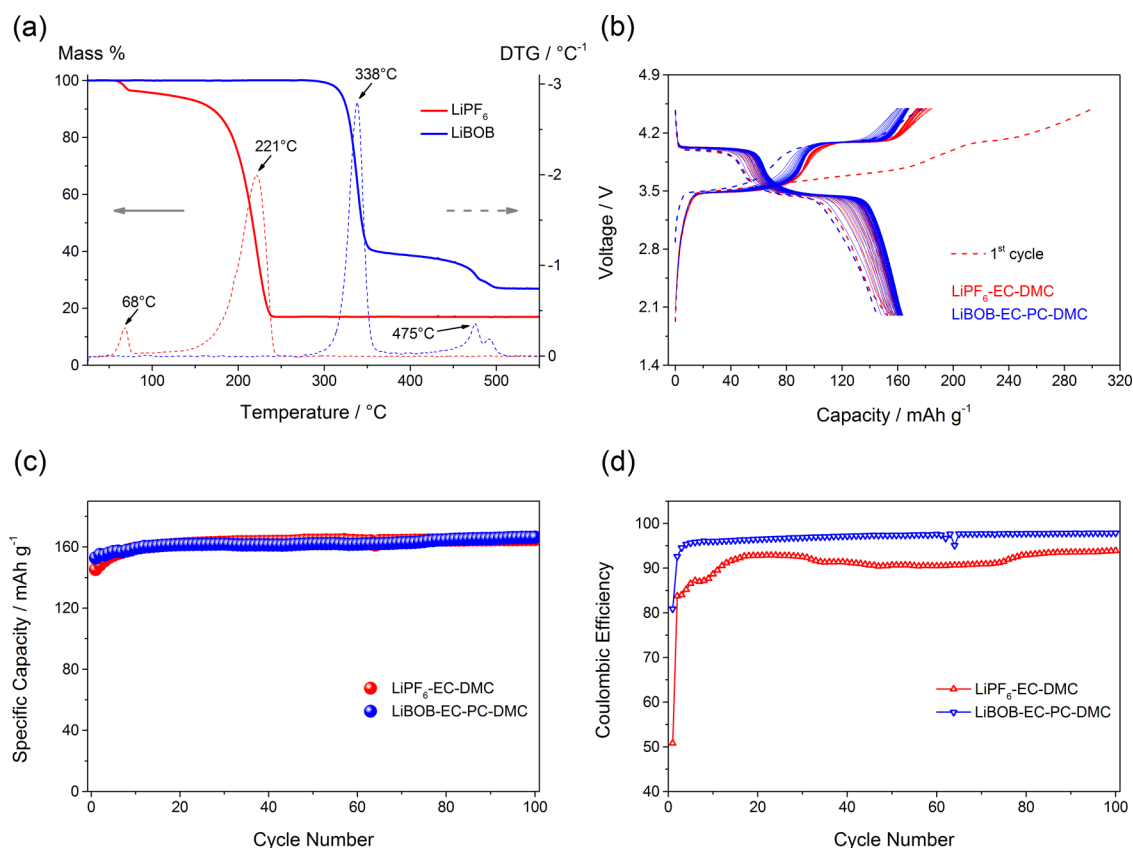 (a)
Mass %
DTG / °C⁻¹
100
80
60
40
20
0
-3
-2
-1
0
338°C
221°C
68°C
475°C
LiPF₆
LiBOB
100
200
300
400
500
Temperature / °C
(b)
4.9
4.2
3.5
2.8
2.1
1.4
Voltage / V
1ˢᵗ cycle
LiPF₆-EC-DMC
LiBOB-EC-PC-DMC
0
40
80
120
160
200
240
280
320
Capacity / mAh g⁻¹
(c)
160
120
80
40
0
Specific Capacity / mAh g⁻¹
LiPF₆-EC-DMC
LiBOB-EC-PC-DMC
0
20
40
60
80
100
Cycle Number
(d)
100
90
80
70
60
50
40
Coulombic Efficiency
LiPF₆-EC-DMC
LiBOB-EC-PC-DMC
0
20
40
60
80
100
Cycle Number